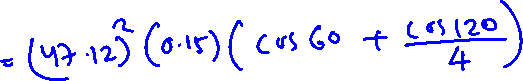 = (47.12)² (0.15) ( cos 60 + cos 120 / 4 )